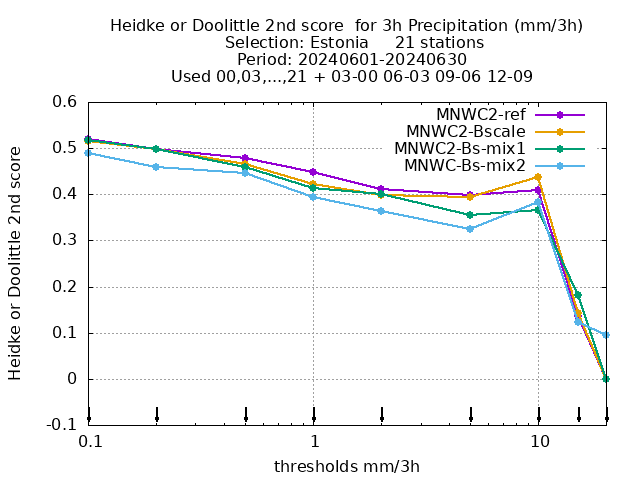 Heidke or Doolittle 2nd score  for 3h Precipitation (mm/3h)
Selection: Estonia     21 stations
Period: 20240601-20240630
Used 00,03,...,21 + 03-00 06-03 09-06 12-09
MNWC2-ref
MNWC2-Bscale
MNWC2-Bs-mix1
MNWC-Bs-mix2
Heidke or Doolittle 2nd score
0.6
0.5
0.4
0.3
0.2
0.1
0
-0.1
0.1 1 10
thresholds mm/3h